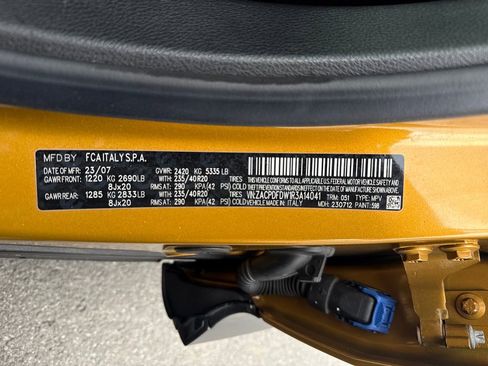 MFD BY FCA ITALY S.P.A.
DATE OF MFR 23/07 GVWR: 2420 KG 5335 LB
GAWR FRONT: 1220 KG 2690LB WITH 235/40 R20 TIRES THIS VEHICLE CONFORMS TO ALL APPLICABLE U.S. FEDERAL MOTOR VEHICLE SAFETY,
8Jx20 RIMS AT: 290 KPA (42 PSI) COLD THEFT PREVENTION STANDARDS IN EFFECT ON THE DATE OF MANUFACTURE SHOWN ABOVE.
GAWR REAR: 1285 KG 2833LB WITH 235/40R20 TIRES VIN:ZACPDFDW1R3A14041 TRIM: 051 TYPE: MPV
8Jx20 RIMS AT: 290 KPA (42 PSI) COLD VEHICLE MADE IN: ITALY MDH: 230712 PAINT: 598